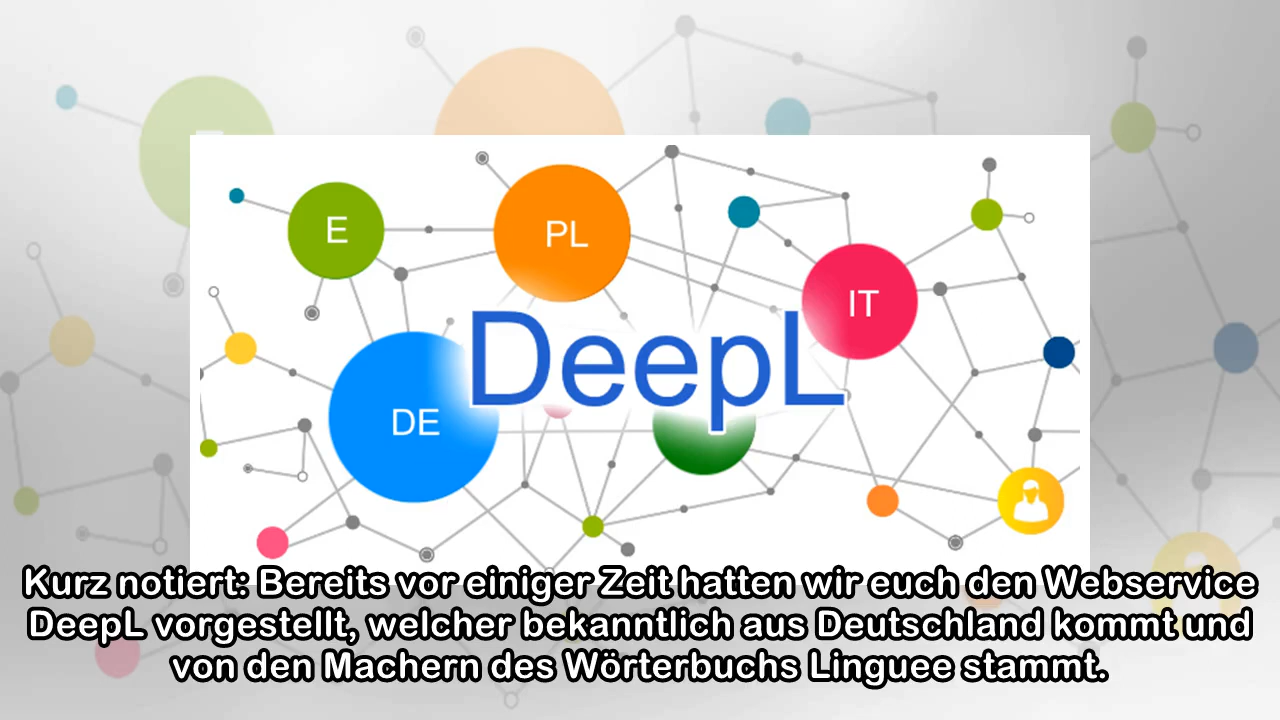 E
PL
IT
DeepL
DE
Kurz notiert: Bereits vor einiger Zeit hatten wir euch den Webservice
DeepL vorgestellt, welcher bekanntlich aus Deutschland kommt und
von den Machern des Wörterbuchs Linguee stammt.